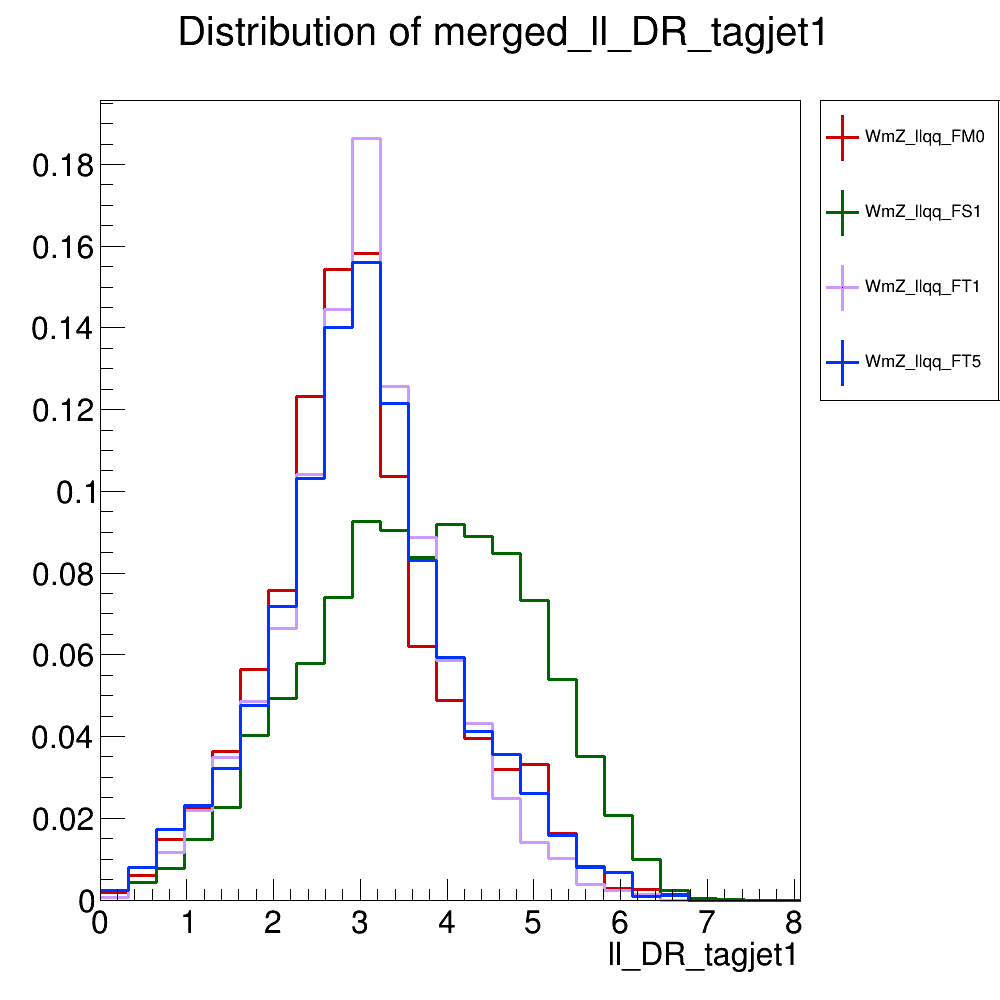 Distribution of merged_ll_DR_tagjet1
WmZ_llqq_FM0
WmZ_llqq_FS1
WmZ_llqq_FT1
WmZ_llqq_FT5
0.18
0.16
0.14
0.12
0.1
0.08
0.06
0.04
0.02
0
0 1 2 3 4 5 6 7 8
ll_DR_tagjet1